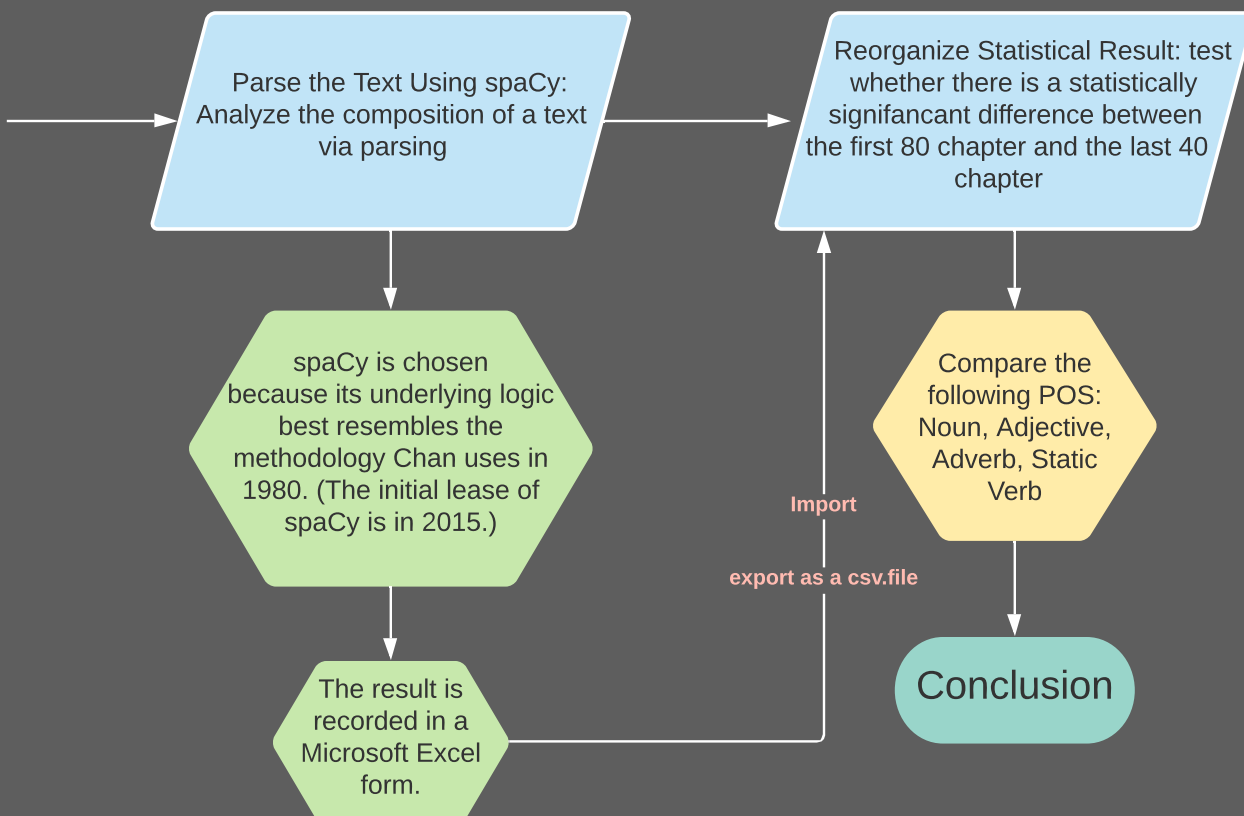 Parse the Text Using spaCy:
Analyze the composition of a text
via parsing
Reorganize Statistical Result: test
whether there is a statistically
signifancant difference between
the first 80 chapter and the last 40
chapter
spaCy is chosen
because its underlying logic
best resembles the
methodology Chan uses in
1980. (The initial lease of
spaCy is in 2015.)
Compare the
following POS:
Noun, Adjective,
Adverb, Static
Verb
Import
export as a csv.file
The result is
recorded in a
Microsoft Excel
form.
Conclusion